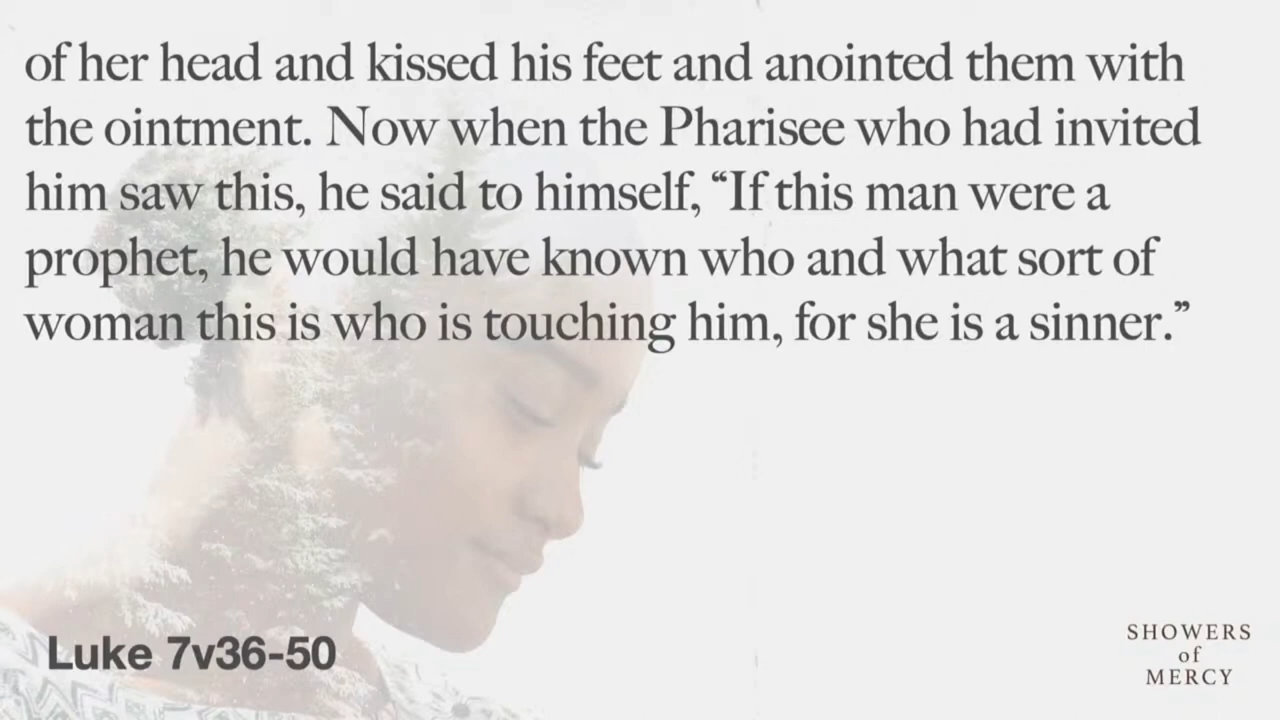 of her head and kissed his feet and anointed them with
the ointment. Now when the Pharisee who had invited
him saw this, he said to himself, “If this man were a
prophet, he would have known who and what sort of
woman this is who is touching him, for she is a sinner.”
Luke 7v36-50
SHOWERS
of
MERCY